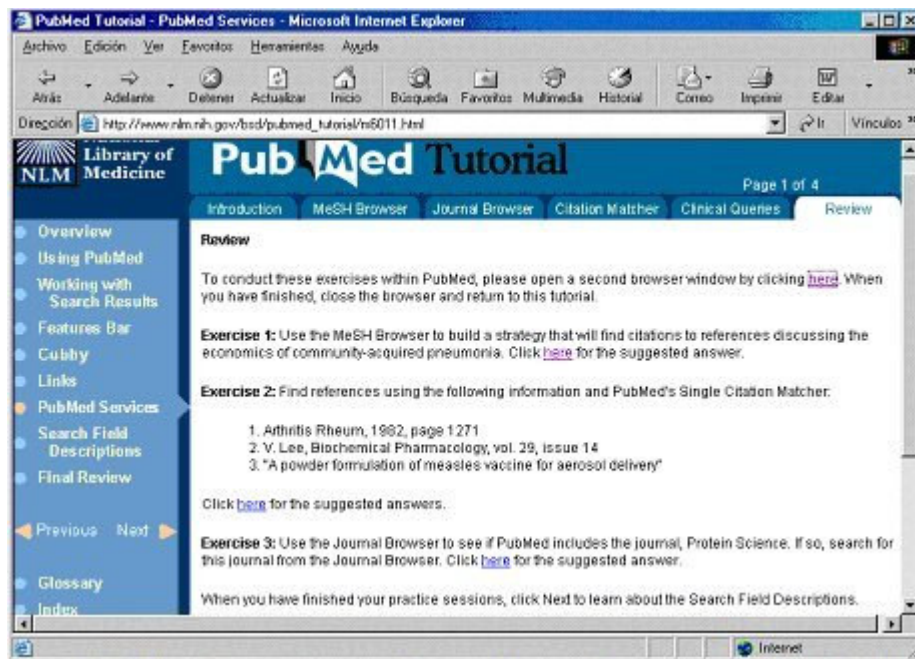 PubMed Tutorial - PubMed Services - Microsoft Internet Explorer
Archivo Edición Ver Favoritos Herramientas Ayuda
Atrás Adelante Detener Actualizar Inicio Búsqueda Favoritos Multimedia Historial Correo Imprimir Editar
Dirección http://www.nlm.nih.gov/bsd/pubmed_tutorial/m6011.html Ir Vínculos
NLM
Library of
Medicine
PubMed Tutorial
Page 1 of 4
Introduction MeSH Browser Journal Browser Citation Matcher Clinical Queries Review
Overview
Using PubMed
Working with
Search Results
Features Bar
Cubby
Links
PubMed Services
Search Field
Descriptions
Final Review
Previous Next
Glossary
Index
Review
To conduct these exercises within PubMed, please open a second browser window by clicking here. When
you have finished, close the browser and return to this tutorial.
Exercise 1: Use the MeSH Browser to build a strategy that will find citations to references discussing the
economics of community-acquired pneumonia. Click here for the suggested answer.
Exercise 2: Find references using the following information and PubMed's Single Citation Matcher:
1. Arthritis Rheum, 1982, page 1271
2. V. Lee, Biochemical Pharmacology, vol. 29, issue 14
3. "A powder formulation of measles vaccine for aerosol delivery"
Click here for the suggested answers.
Exercise 3: Use the Journal Browser to see if PubMed includes the journal, Protein Science. If so, search for
this journal from the Journal Browser. Click here for the suggested answer.
When you have finished your practice sessions, click Next to learn about the Search Field Descriptions.
Internet